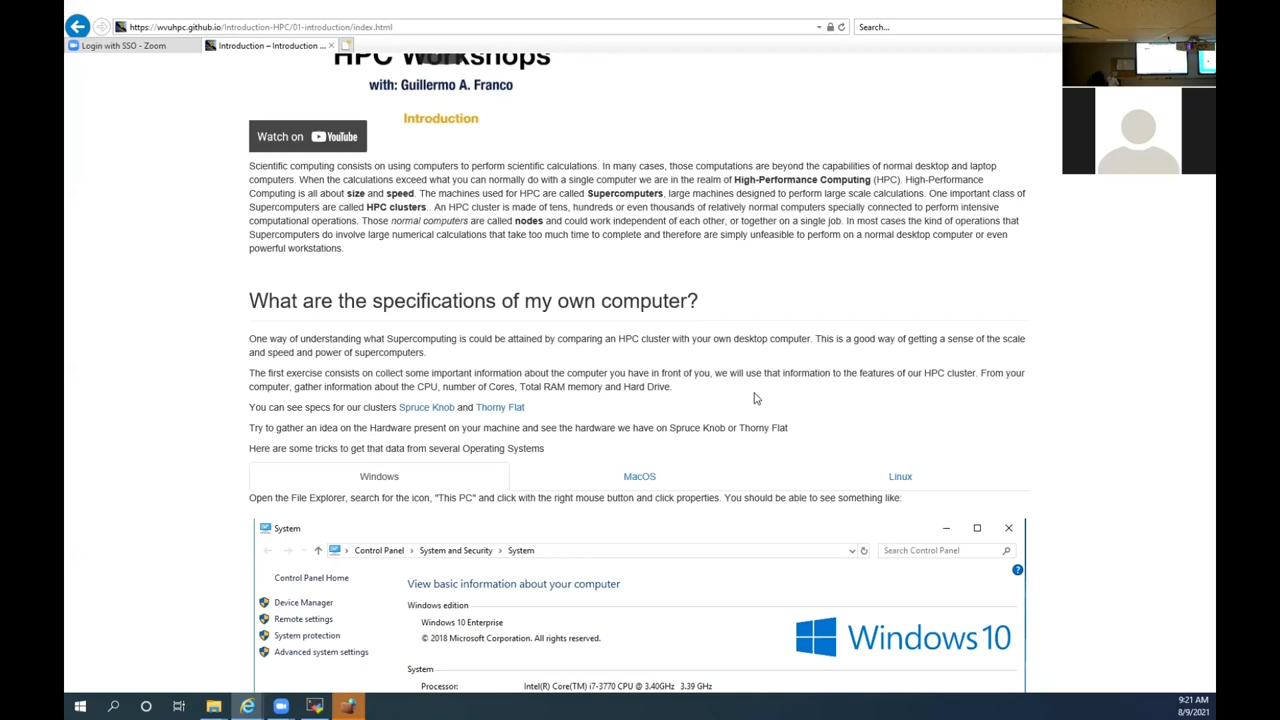 https://wvuhpc.github.io/Introduction-HPC/01-introduction/index.html
Search...
Login with SSO - Zoom
Introduction – Introduction ...
HPC Workshops
with: Guillermo A. Franco
Introduction
Watch on YouTube
Scientific computing consists on using computers to perform scientific calculations. In many cases, those computations are beyond the capabilities of normal desktop and laptop
computers. When the calculations exceed what you can normally do with a single computer we are in the realm of High-Performance Computing (HPC). High-Performance
Computing is all about size and speed. The machines used for HPC are called Supercomputers, large machines designed to perform large scale calculations. One important class of
Supercomputers are called HPC clusters.. An HPC cluster is made of tens, hundreds or even thousands of relatively normal computers specially connected to perform intensive
computational operations. Those normal computers are called nodes and could work independent of each other, or together on a single job. In most cases the kind of operations that
Supercomputers do involve large numerical calculations that take too much time to complete and therefore are simply unfeasible to perform on a normal desktop computer or even
powerful workstations.
What are the specifications of my own computer?
One way of understanding what Supercomputing is could be attained by comparing an HPC cluster with your own desktop computer. This is a good way of getting a sense of the scale
and speed and power of supercomputers.
The first exercise consists on collect some important information about the computer you have in front of you, we will use that information to the features of our HPC cluster. From your
computer, gather information about the CPU, number of Cores, Total RAM memory and Hard Drive.
You can see specs for our clusters Spruce Knob and Thorny Flat
Try to gather an idea on the Hardware present on your machine and see the hardware we have on Spruce Knob or Thorny Flat
Here are some tricks to get that data from several Operating Systems
Windows
MacOS
Linux
Open the File Explorer, search for the icon, "This PC" and click with the right mouse button and click properties. You should be able to see something like:
System
Control Panel > System and Security > System
Search Control Panel
Control Panel Home
View basic information about your computer
Device Manager
Windows edition
Remote settings
Windows 10 Enterprise
System protection
© 2018 Microsoft Corporation. All rights reserved.
Windows 10
Advanced system settings
System
Processor: Intel(R) Core(TM) i7-3770 CPU @ 3.40GHz 3.39 GHz
9:21 AM
8/9/2021